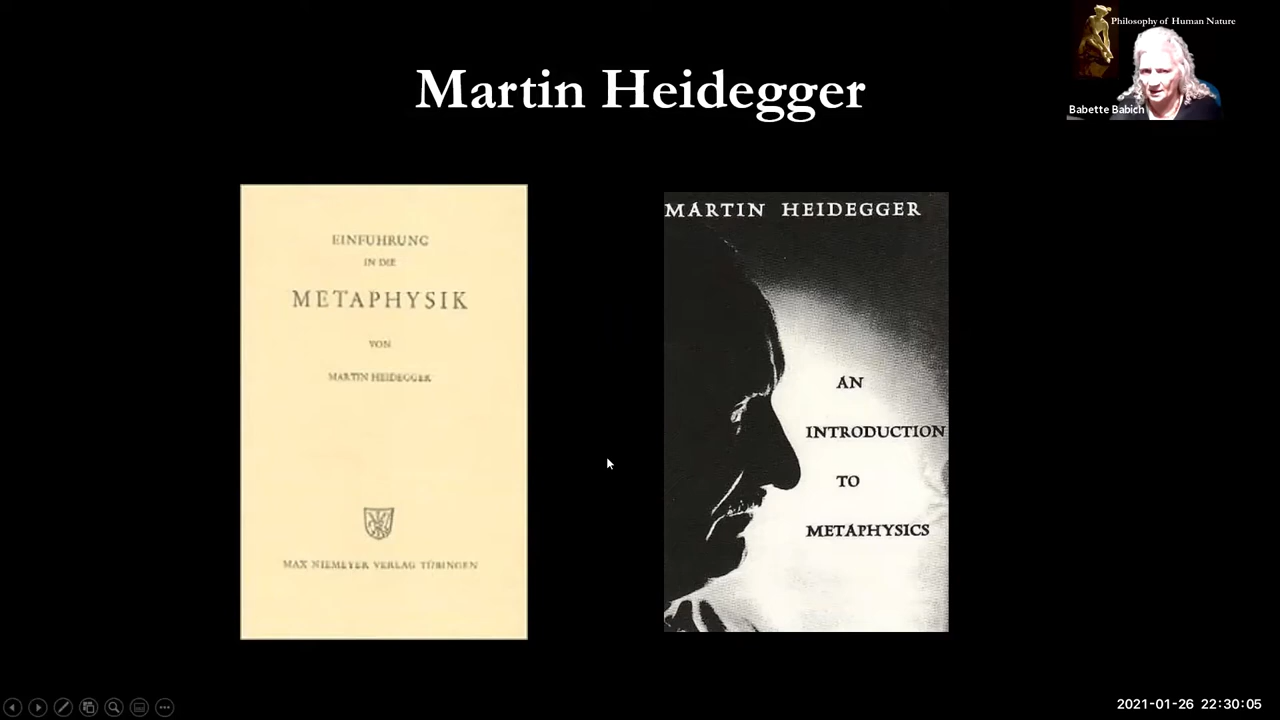 Philosophy of Human Nature
Babette Babich
Martin Heidegger
EINFÜHRUNG
IN DIE
METAPHYSIK
VON
MARTIN HEIDEGGER
MAX NIEMEYER VERLAG TÜBINGEN
MARTIN HEIDEGGER
AN
INTRODUCTION
TO
METAPHYSICS
2021-01-26 22:30:05